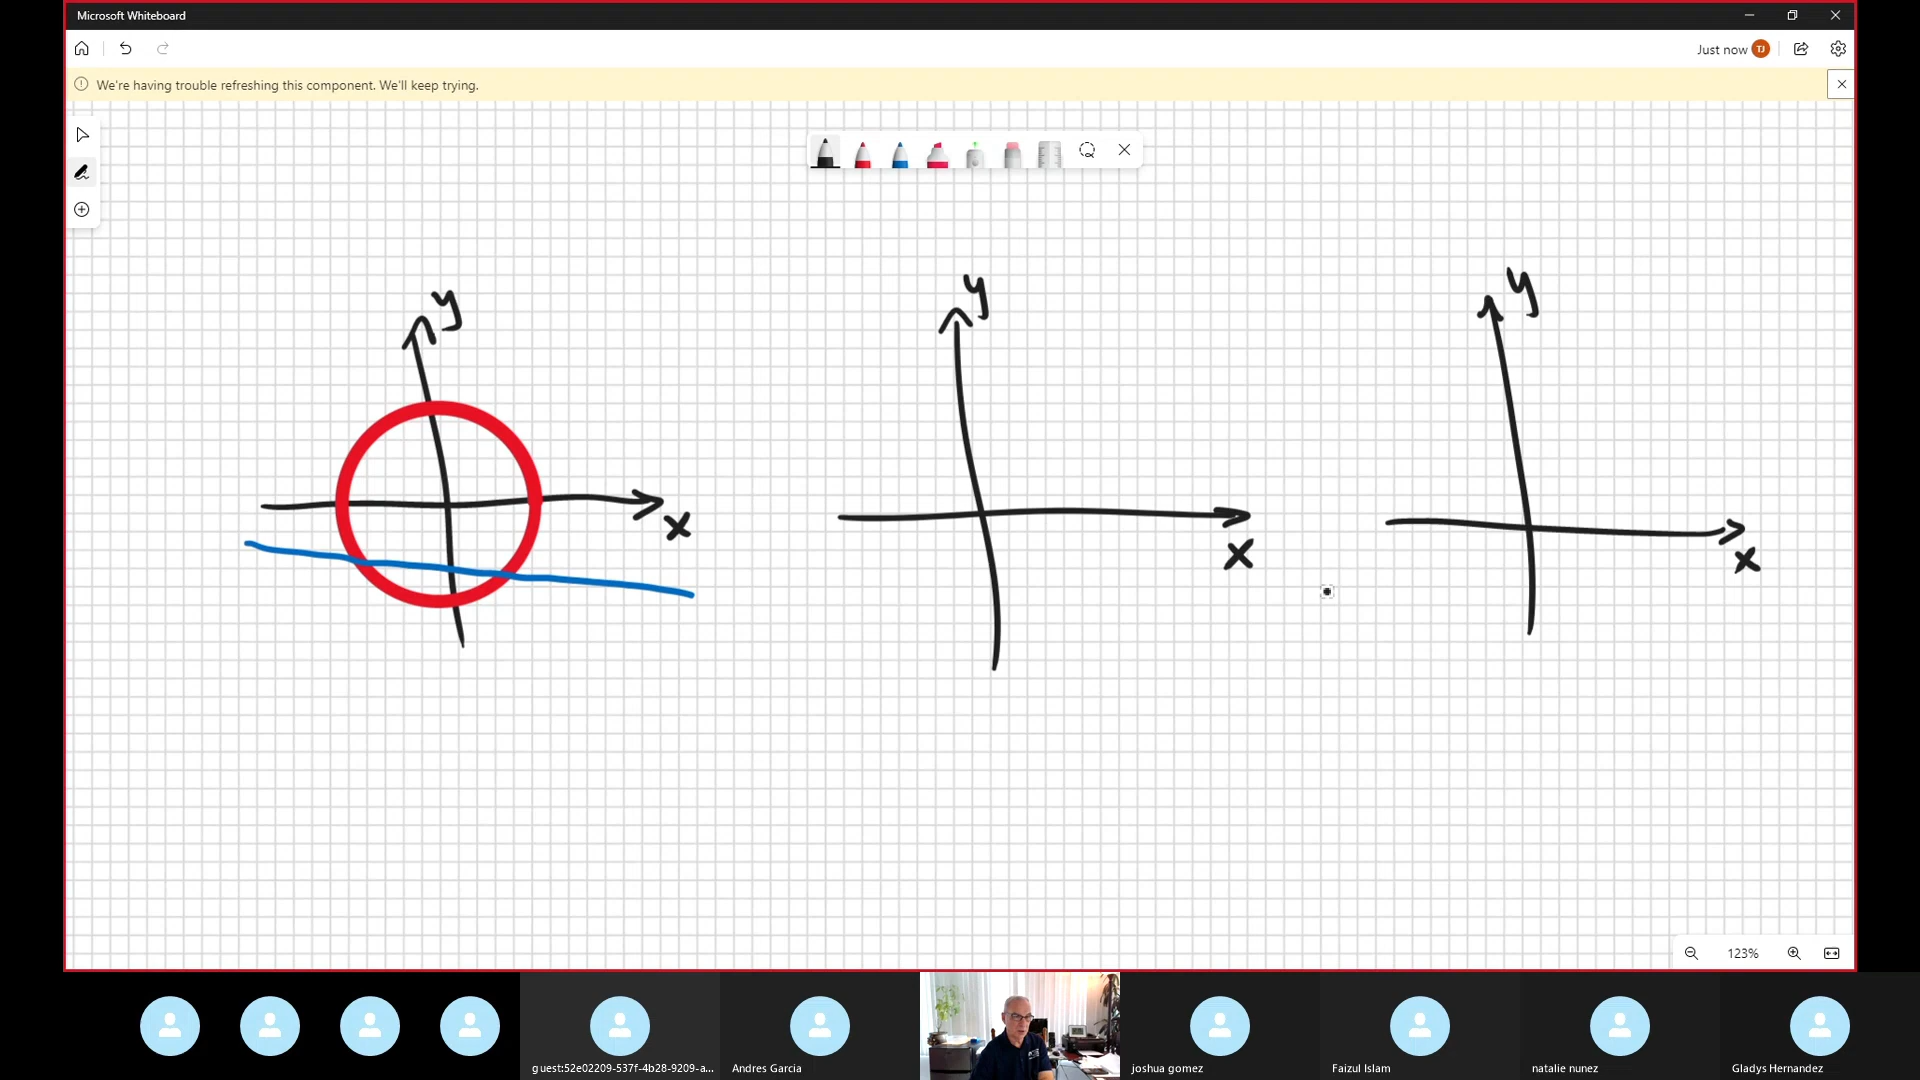 Microsoft Whiteboard
Just now TJ
We're having trouble refreshing this component. We'll keep trying.
y
y
y
x
x
x
123%
guest:52e02209-537f-4b28-9209-a...
Andres Garcia
joshua gomez
Faizul Islam
natalie nunez
Gladys Hernandez